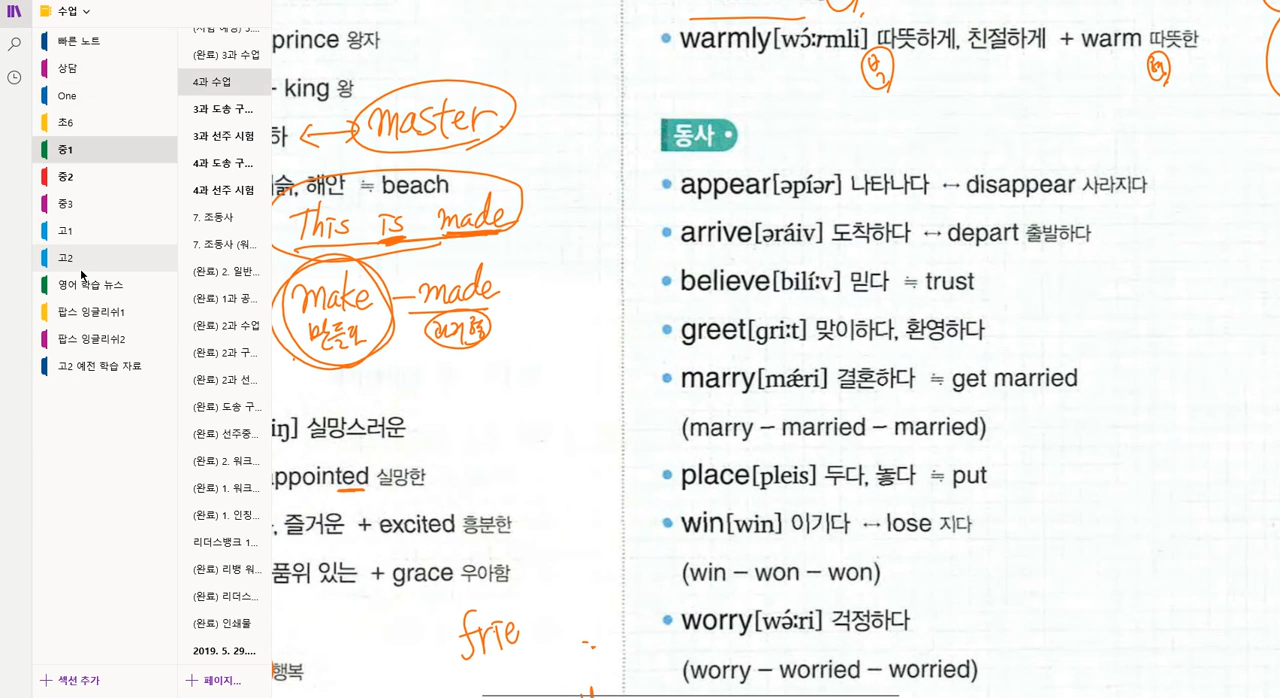 수업
빠른 노트
상담
One
초6
중1
중2
중3
고1
고2
영어 학습 뉴스
팝스 잉글리쉬1
팝스 잉글리쉬2
고2 예전 학습 자료
섹션 추가
(완료) 3과 수업
4과 수업
3과 도송 구...
3과 선주 시험
4과 도송 구...
4과 선주 시험
7. 조동사
7. 조동사 (워...
(완료) 2. 일반...
(완료) 1과 공...
(완료) 2과 수업
(완료) 2과 구...
(완료) 2과 선...
(완료) 도송 구...
(완료) 선주중...
(완료) 2. 워크...
(완료) 1. 워크...
(완료) 1. 인칭...
리더스뱅크 1...
(완료) 리뱅 워...
(완료) 리더스...
(완료) 인쇄물
2019. 5. 29....
페이지...
prince 왕자
- king 왕
하 master
슭, 해안 ≒ beach
This is made
make – made
만들다 과거형
iŋ] 실망스러운
appointed 실망한
, 즐거운 + excited 흥분한
품위 있는 + grace 우아함
frie
행복
warmly[wɔ́ːrmli] 따뜻하게, 친절하게 + warm 따뜻한
부 형
동사
appear[əpíər] 나타나다 ↔ disappear 사라지다
arrive[əráiv] 도착하다 ↔ depart 출발하다
believe[bilíːv] 믿다 ≒ trust
greet[griːt] 맞이하다, 환영하다
marry[mǽri] 결혼하다 ≒ get married
(marry – married – married)
place[pleis] 두다, 놓다 ≒ put
win[win] 이기다 ↔ lose 지다
(win – won – won)
worry[wə́ːri] 걱정하다
(worry – worried – worried)